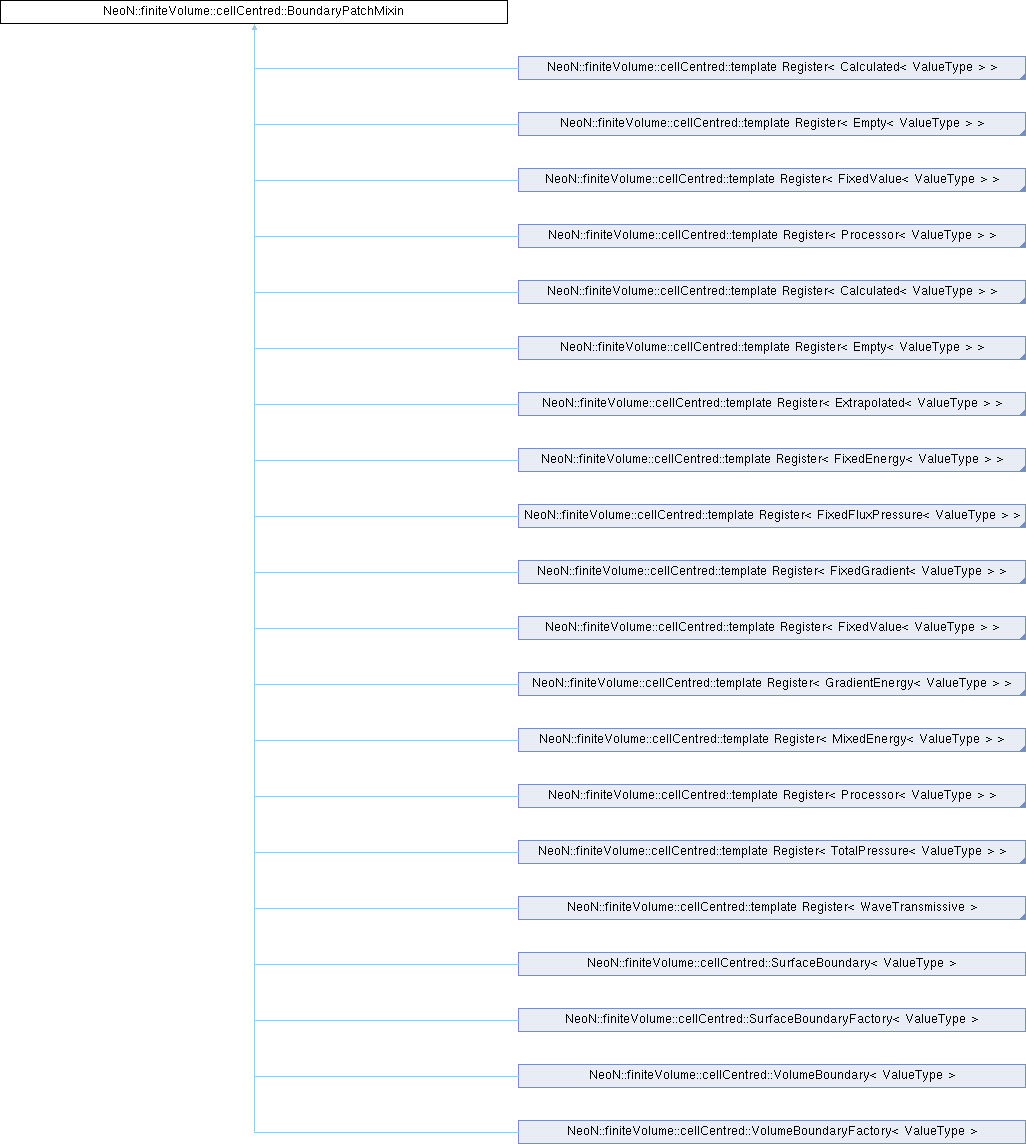 NeoN::finiteVolume::cellCentred::BoundaryPatchMixin
NeoN::finiteVolume::cellCentred::template Register< Calculated< ValueType > >
NeoN::finiteVolume::cellCentred::template Register< Empty< ValueType > >
NeoN::finiteVolume::cellCentred::template Register< FixedValue< ValueType > >
NeoN::finiteVolume::cellCentred::template Register< Processor< ValueType > >
NeoN::finiteVolume::cellCentred::template Register< Calculated< ValueType > >
NeoN::finiteVolume::cellCentred::template Register< Empty< ValueType > >
NeoN::finiteVolume::cellCentred::template Register< Extrapolated< ValueType > >
NeoN::finiteVolume::cellCentred::template Register< FixedEnergy< ValueType > >
NeoN::finiteVolume::cellCentred::template Register< FixedFluxPressure< ValueType > >
NeoN::finiteVolume::cellCentred::template Register< FixedGradient< ValueType > >
NeoN::finiteVolume::cellCentred::template Register< FixedValue< ValueType > >
NeoN::finiteVolume::cellCentred::template Register< GradientEnergy< ValueType > >
NeoN::finiteVolume::cellCentred::template Register< MixedEnergy< ValueType > >
NeoN::finiteVolume::cellCentred::template Register< Processor< ValueType > >
NeoN::finiteVolume::cellCentred::template Register< TotalPressure< ValueType > >
NeoN::finiteVolume::cellCentred::template Register< WaveTransmissive >
NeoN::finiteVolume::cellCentred::SurfaceBoundary< ValueType >
NeoN::finiteVolume::cellCentred::SurfaceBoundaryFactory< ValueType >
NeoN::finiteVolume::cellCentred::VolumeBoundary< ValueType >
NeoN::finiteVolume::cellCentred::VolumeBoundaryFactory< ValueType >